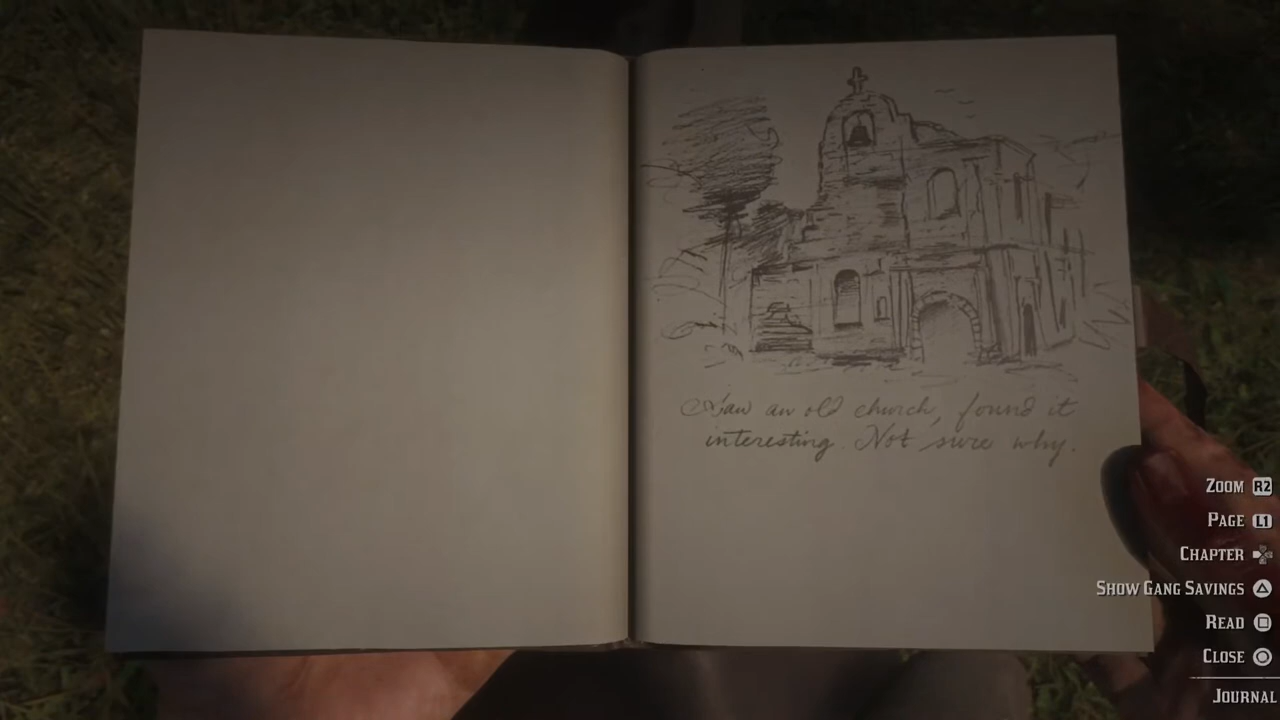 Saw an old church, found it
interesting. Not sure why.
Zoom R2
Page L1
Chapter
Show Gang Savings
Read
Close
Journal